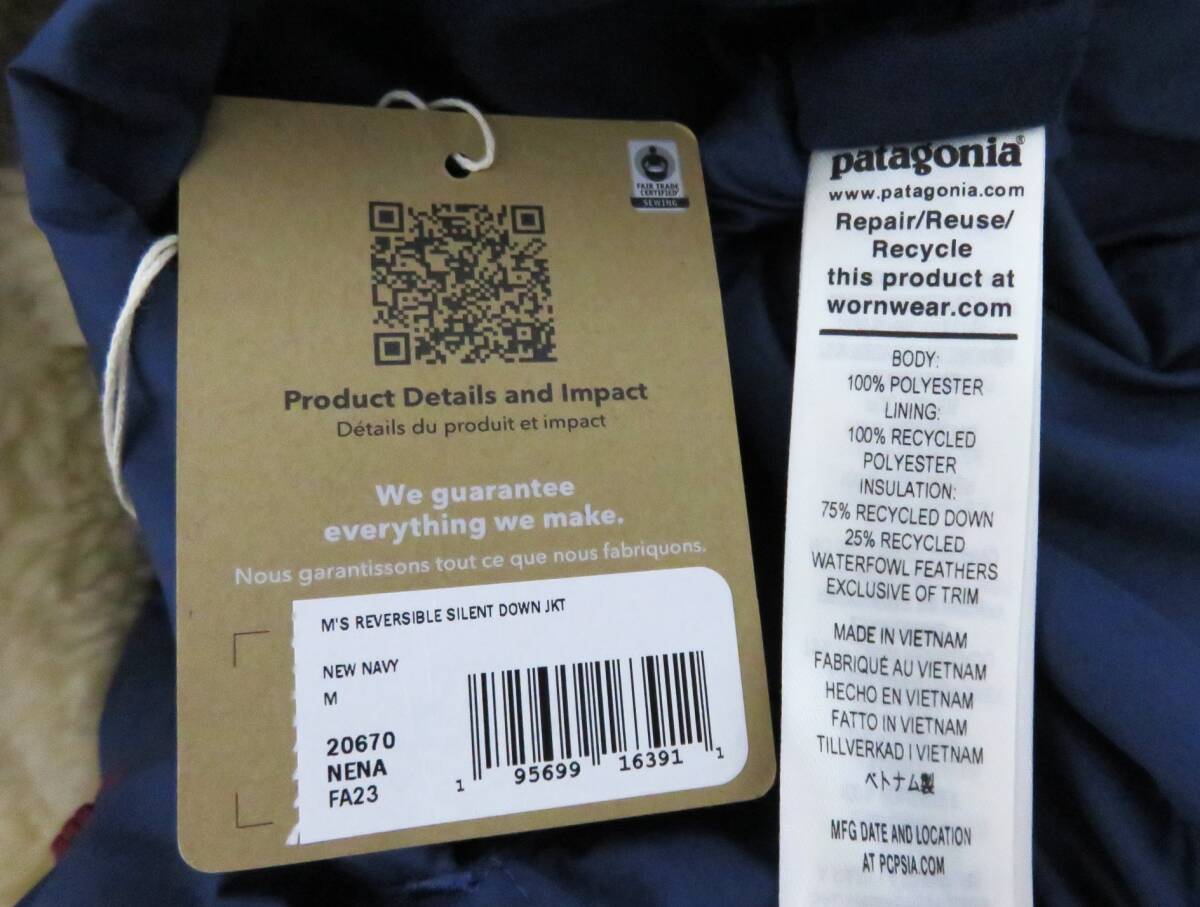 FAIR TRADE
CERTIFIED
SEWING
Product Details and Impact
Détails du produit et impact
We guarantee
everything we make.
Nous garantissons tout ce que nous fabriquons.
M'S REVERSIBLE SILENT DOWN JKT
NEW NAVY
M
20670
NENA
FA23
1 95699 16391 1
patagonia®
www.patagonia.com
Repair/Reuse/
Recycle
this product at
wornwear.com
BODY:
100% POLYESTER
LINING:
100% RECYCLED
POLYESTER
INSULATION:
75% RECYCLED DOWN
25% RECYCLED
WATERFOWL FEATHERS
EXCLUSIVE OF TRIM
MADE IN VIETNAM
FABRIQUÉ AU VIETNAM
HECHO EN VIETNAM
FATTO IN VIETNAM
TILLVERKAD I VIETNAM
ベトナム製
MFG DATE AND LOCATION
AT PCPSIA.COM